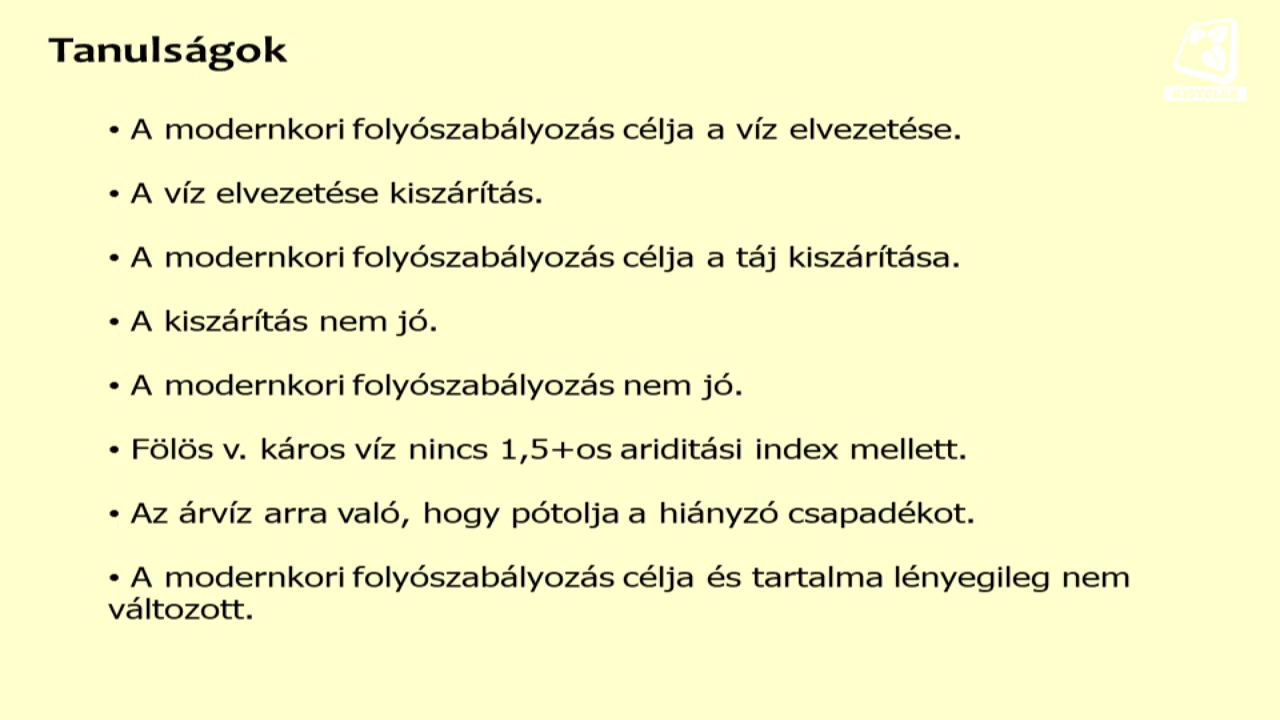 Tanulságok
• A modernkori folyószabályozás célja a víz elvezetése.
• A víz elvezetése kiszárítás.
• A modernkori folyószabályozás célja a táj kiszárítása.
• A kiszárítás nem jó.
• A modernkori folyószabályozás nem jó.
• Fölös v. káros víz nincs 1,5+os ariditási index mellett.
• Az árvíz arra való, hogy pótolja a hiányzó csapadékot.
• A modernkori folyószabályozás célja és tartalma lényegileg nem
változott.